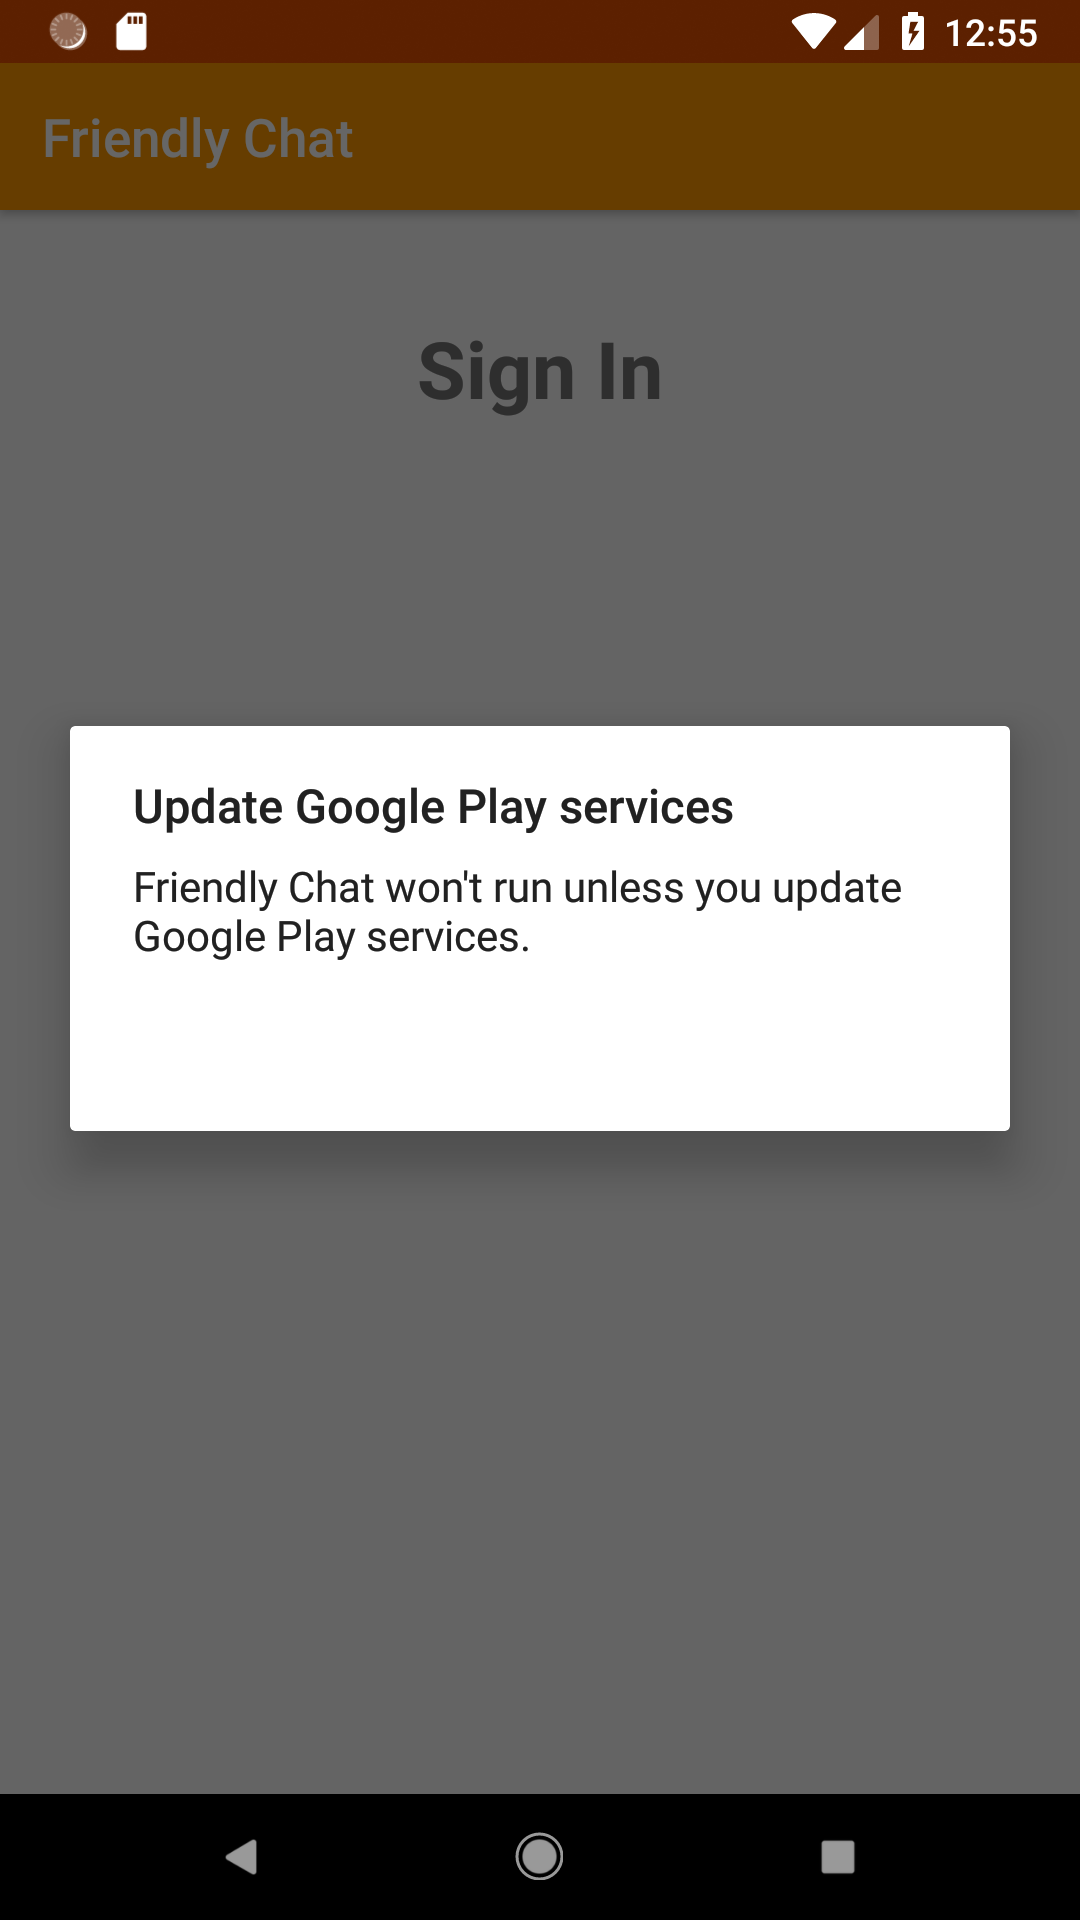 12:55
Friendly Chat
Sign In
Update Google Play services
Friendly Chat won't run unless you update
Google Play services.